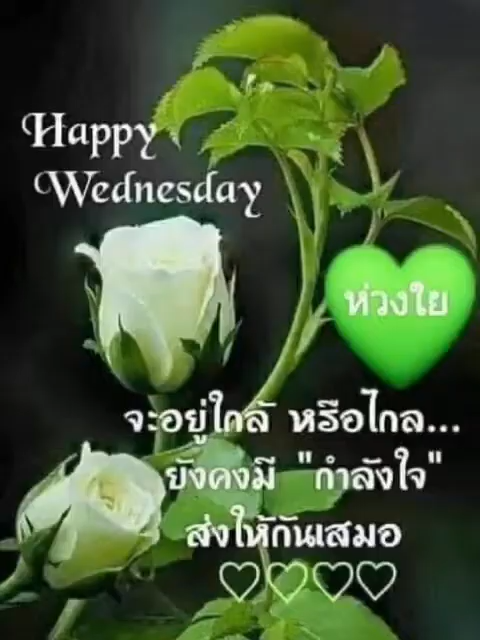 Happy
Wednesday
ห่วงใย
จะอยู่ใกล้ หรือไกล...
ยังคงมี "กำลังใจ"
ส่งให้กันเสมอ
♡♡♡♡